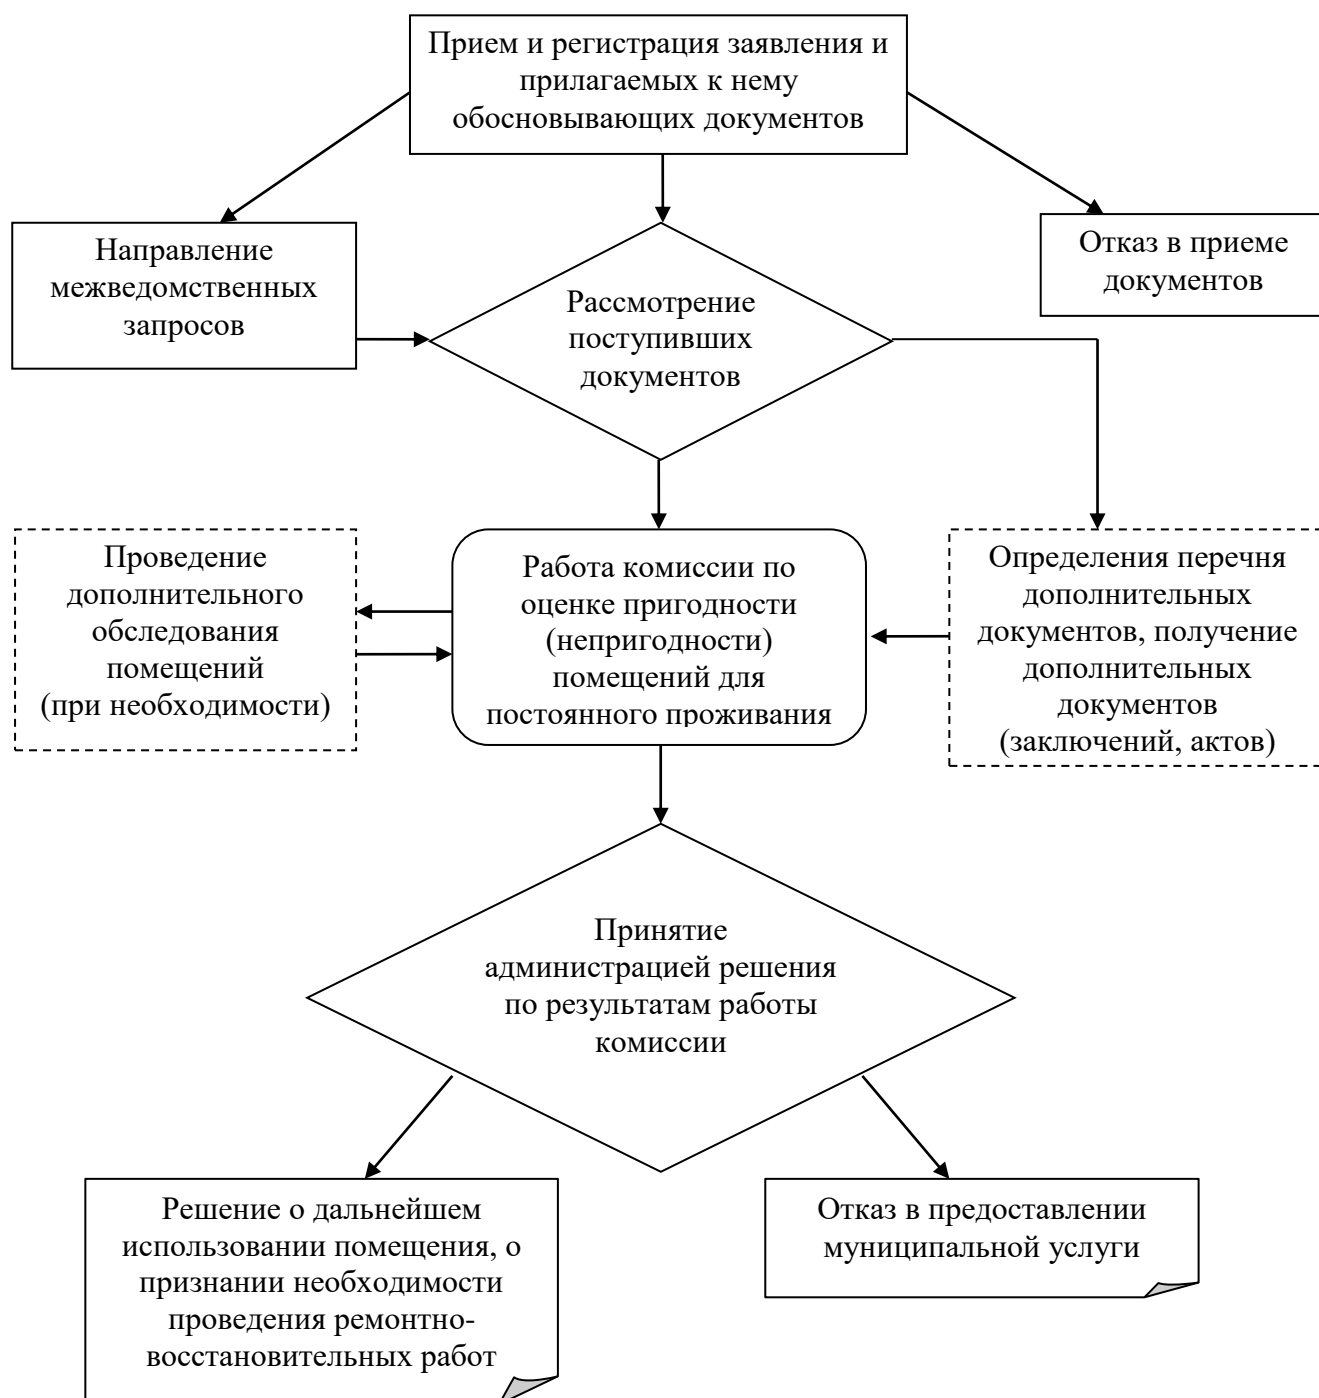 Прием и регистрация заявления и
прилагаемых к нему
обосновывающих документов
Направление
межведомственных
запросов
Рассмотрение
поступивших
документов
Отказ в приеме
документов
Проведение
дополнительного
обследования
помещений
(при необходимости)
Работа комиссии по
оценке пригодности
(непригодности)
помещений для
постоянного проживания
Определения перечня
дополнительных
документов, получение
дополнительных
документов
(заключений, актов)
Принятие
администрацией решения
по результатам работы
комиссии
Решение о дальнейшем
использовании помещения, о
признании необходимости
проведения ремонтно-
восстановительных работ
Отказ в предоставлении
муниципальной услуги